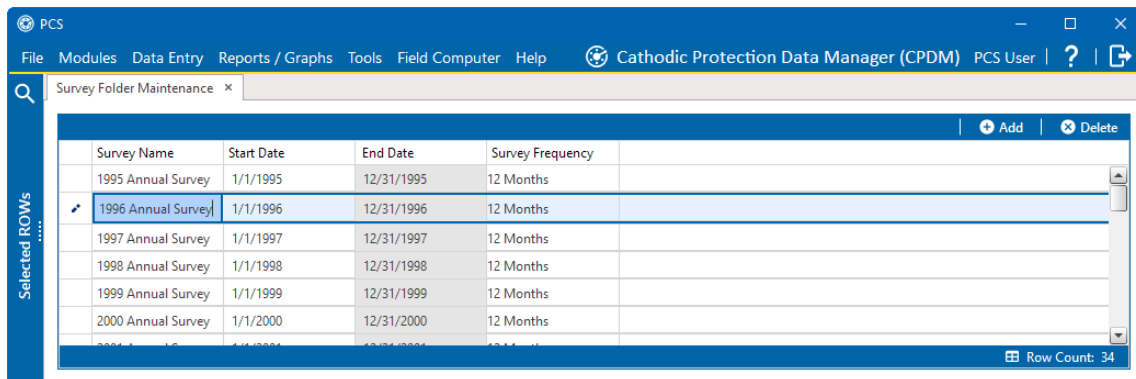 PCS
File Modules Data Entry Reports / Graphs Tools Field Computer Help Cathodic Protection Data Manager (CPDM) PCS User | ? |
Survey Folder Maintenance ×
Add | Delete
Survey Name Start Date End Date Survey Frequency
1995 Annual Survey 1/1/1995 12/31/1995 12 Months
1996 Annual Survey 1/1/1996 12/31/1996 12 Months
1997 Annual Survey 1/1/1997 12/31/1997 12 Months
1998 Annual Survey 1/1/1998 12/31/1998 12 Months
1999 Annual Survey 1/1/1999 12/31/1999 12 Months
2000 Annual Survey 1/1/2000 12/31/2000 12 Months
Row Count: 34
Selected ROWs